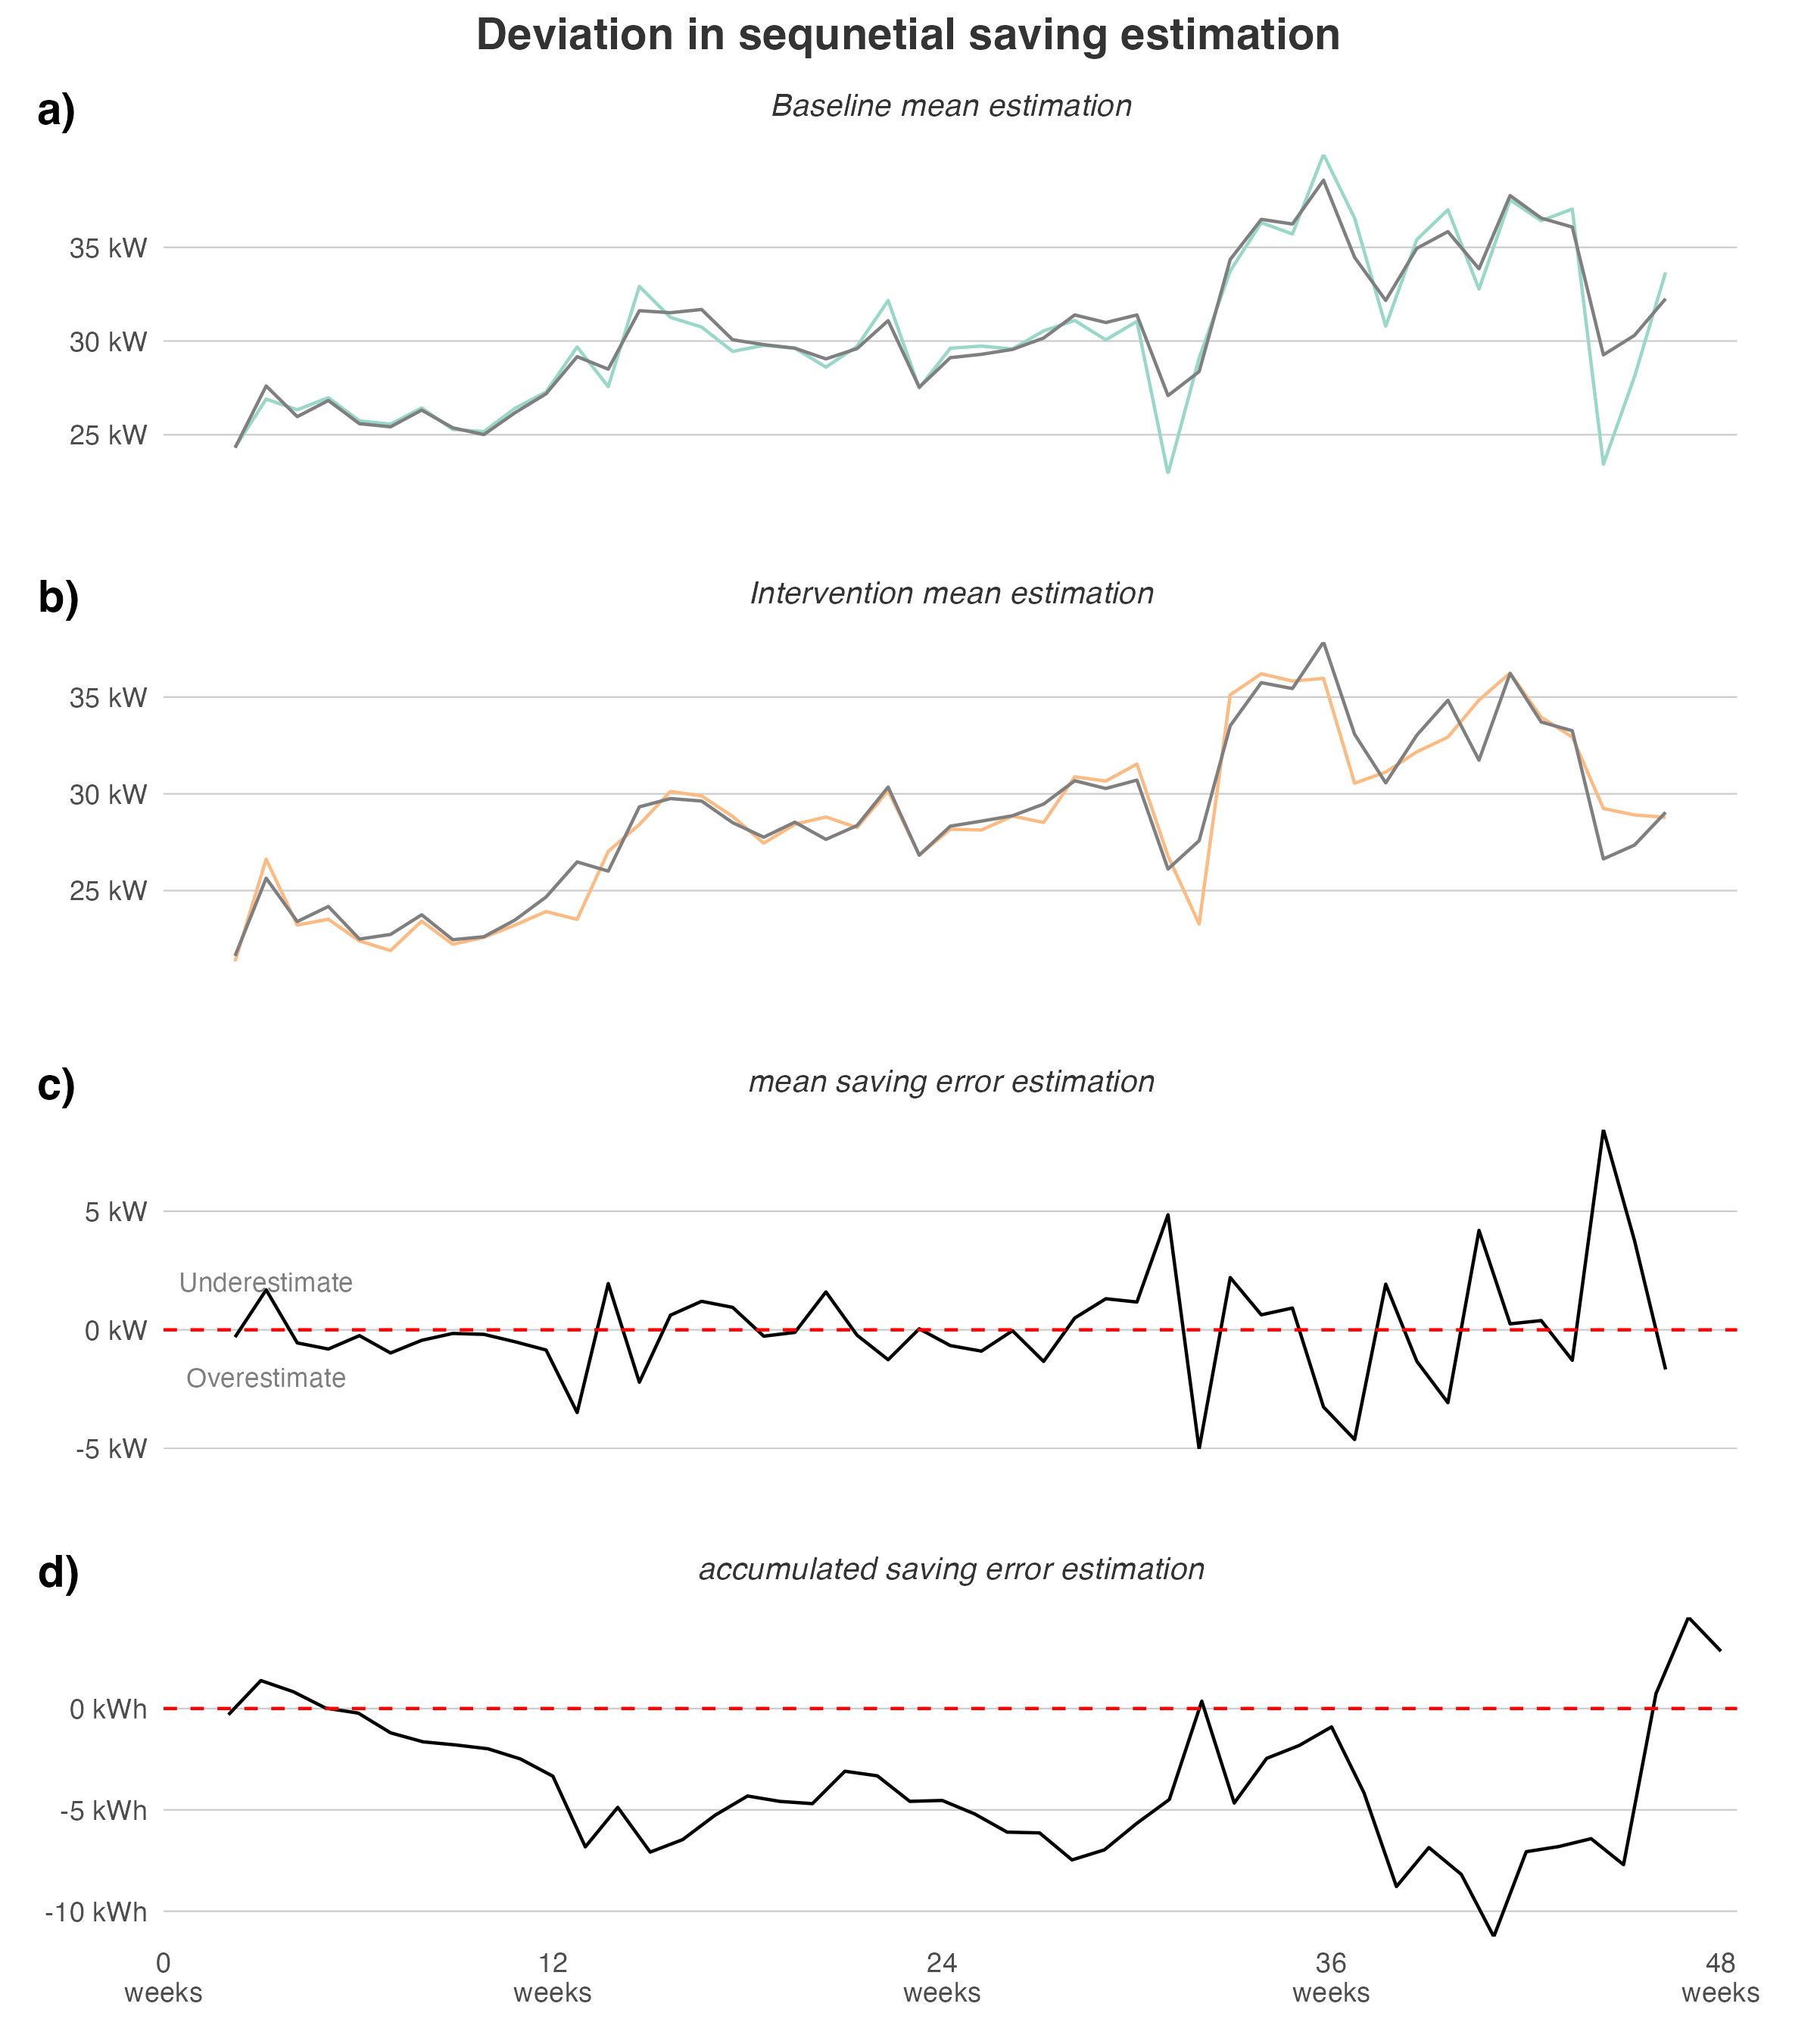 Deviation in sequnetial saving estimation
a)
Baseline mean estimation
35 kW
30 kW
25 kW
b)
Intervention mean estimation
35 kW
30 kW
25 kW
c)
mean saving error estimation
5 kW
Underestimate
0 kW
Overestimate
-5 kW
d)
accumulated saving error estimation
0 kWh
-5 kWh
-10 kWh
0 12 24 36 48
weeks weeks weeks weeks weeks